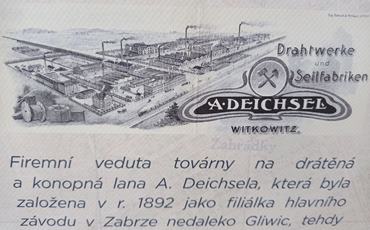 Drahtwerke
und
Seilfabriken
A. DEICHSEL
WITKOWITZ.
Zahrádky
Firemní veduta továrny na drátěná
a konopná lana A. Deichsela, která byla
založena v r. 1892 jako filiálka hlavního
závodu v Zabrze nedaleko Gliwic, tehdy